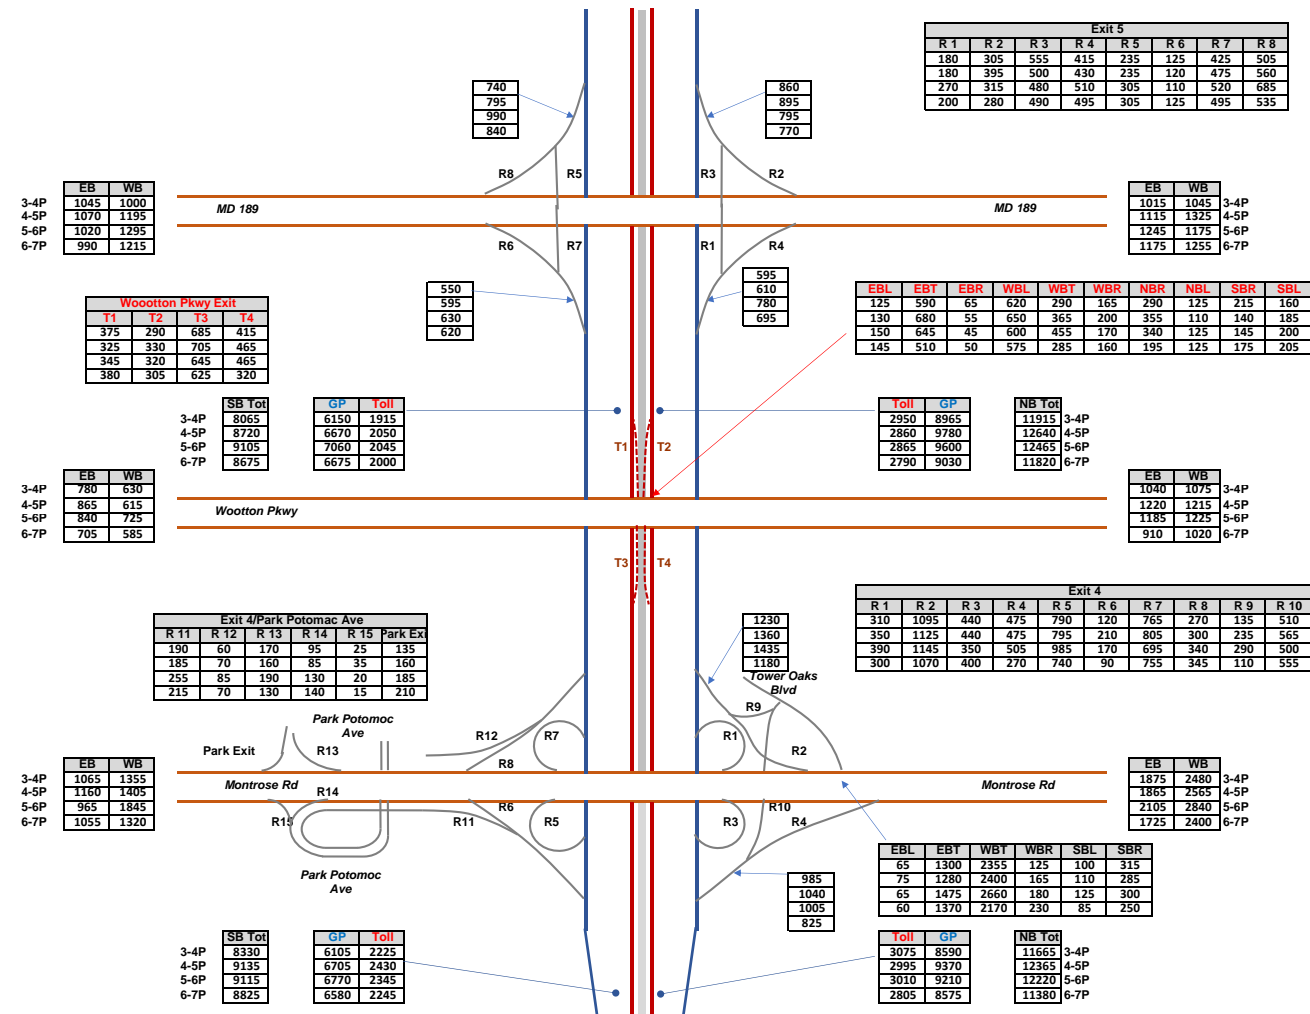 Exit 5
R 1 R 2 R 3 R 4 R 5 R 6 R 7 R 8
180 305 555 415 235 125 425 505
180 395 500 430 235 120 475 560
270 315 480 510 305 110 520 685
200 280 490 495 305 125 495 535
740
795
990
840
860
895
795
770
R8 R5 R3 R2
EB WB
3-4P 1045 1000
4-5P 1070 1195
5-6P 1020 1295
6-7P 990 1215
MD 189
MD 189
EB WB
1015 1045 3-4P
1115 1325 4-5P
1245 1175 5-6P
1175 1255 6-7P
R6 R7 R1 R4
550
595
630
620
595
610
780
695
Woootton Pkwy Exit
T1 T2 T3 T4
375 290 685 415
325 330 705 465
345 320 645 465
380 305 625 320
EBL EBT EBR WBL WBT WBR NBR NBL SBR SBL
125 590 65 620 290 165 290 125 215 160
130 680 55 650 365 200 355 110 140 185
150 645 45 600 455 170 340 125 145 200
145 510 50 575 285 160 195 125 175 205
SB Tot GP Toll
3-4P 8065 6150 1915
4-5P 8720 6670 2050
5-6P 9105 7060 2045
6-7P 8675 6675 2000
Toll GP NB Tot
2950 8965 11915 3-4P
2860 9780 12640 4-5P
2865 9600 12465 5-6P
2790 9030 11820 6-7P
T1 T2
EB WB
3-4P 780 630
4-5P 865 615
5-6P 840 725
6-7P 705 585
Wootton Pkwy
EB WB
1040 1075 3-4P
1220 1215 4-5P
1185 1225 5-6P
910 1020 6-7P
T3 T4
Exit 4
R 1 R 2 R 3 R 4 R 5 R 6 R 7 R 8 R 9 R 10
310 1095 440 475 790 120 765 270 135 510
350 1125 440 475 795 210 805 300 235 565
390 1145 350 505 985 170 695 340 290 500
300 1070 400 270 740 90 755 345 110 555
Exit 4/Park Potomac Ave
R 11 R 12 R 13 R 14 R 15 Park Exi
190 60 170 95 25 135
185 70 160 85 35 160
255 85 190 130 20 185
215 70 130 140 15 210
1230
1360
1435
1180
Tower Oaks
Blvd
R9
Park Potomoc
Ave
Park Exit R13 R12 R7 R8 R1 R2
EB WB
3-4P 1065 1355
4-5P 1160 1405
5-6P 965 1845
6-7P 1055 1320
Montrose Rd
Montrose Rd
EB WB
1875 2480 3-4P
1865 2565 4-5P
2105 2840 5-6P
1725 2400 6-7P
R14 R15 R11 R6 R5 R3 R10 R4
Park Potomoc
Ave
EBL EBT WBT WBR SBL SBR
65 1300 2355 125 100 315
75 1280 2400 165 110 285
65 1475 2660 180 125 300
60 1370 2170 230 85 250
985
1040
1005
825
SB Tot GP Toll
3-4P 8330 6105 2225
4-5P 9135 6705 2430
5-6P 9115 6770 2345
6-7P 8825 6580 2245
Toll GP NB Tot
3075 8590 11665 3-4P
2995 9370 12365 4-5P
3010 9210 12220 5-6P
2805 8575 11380 6-7P